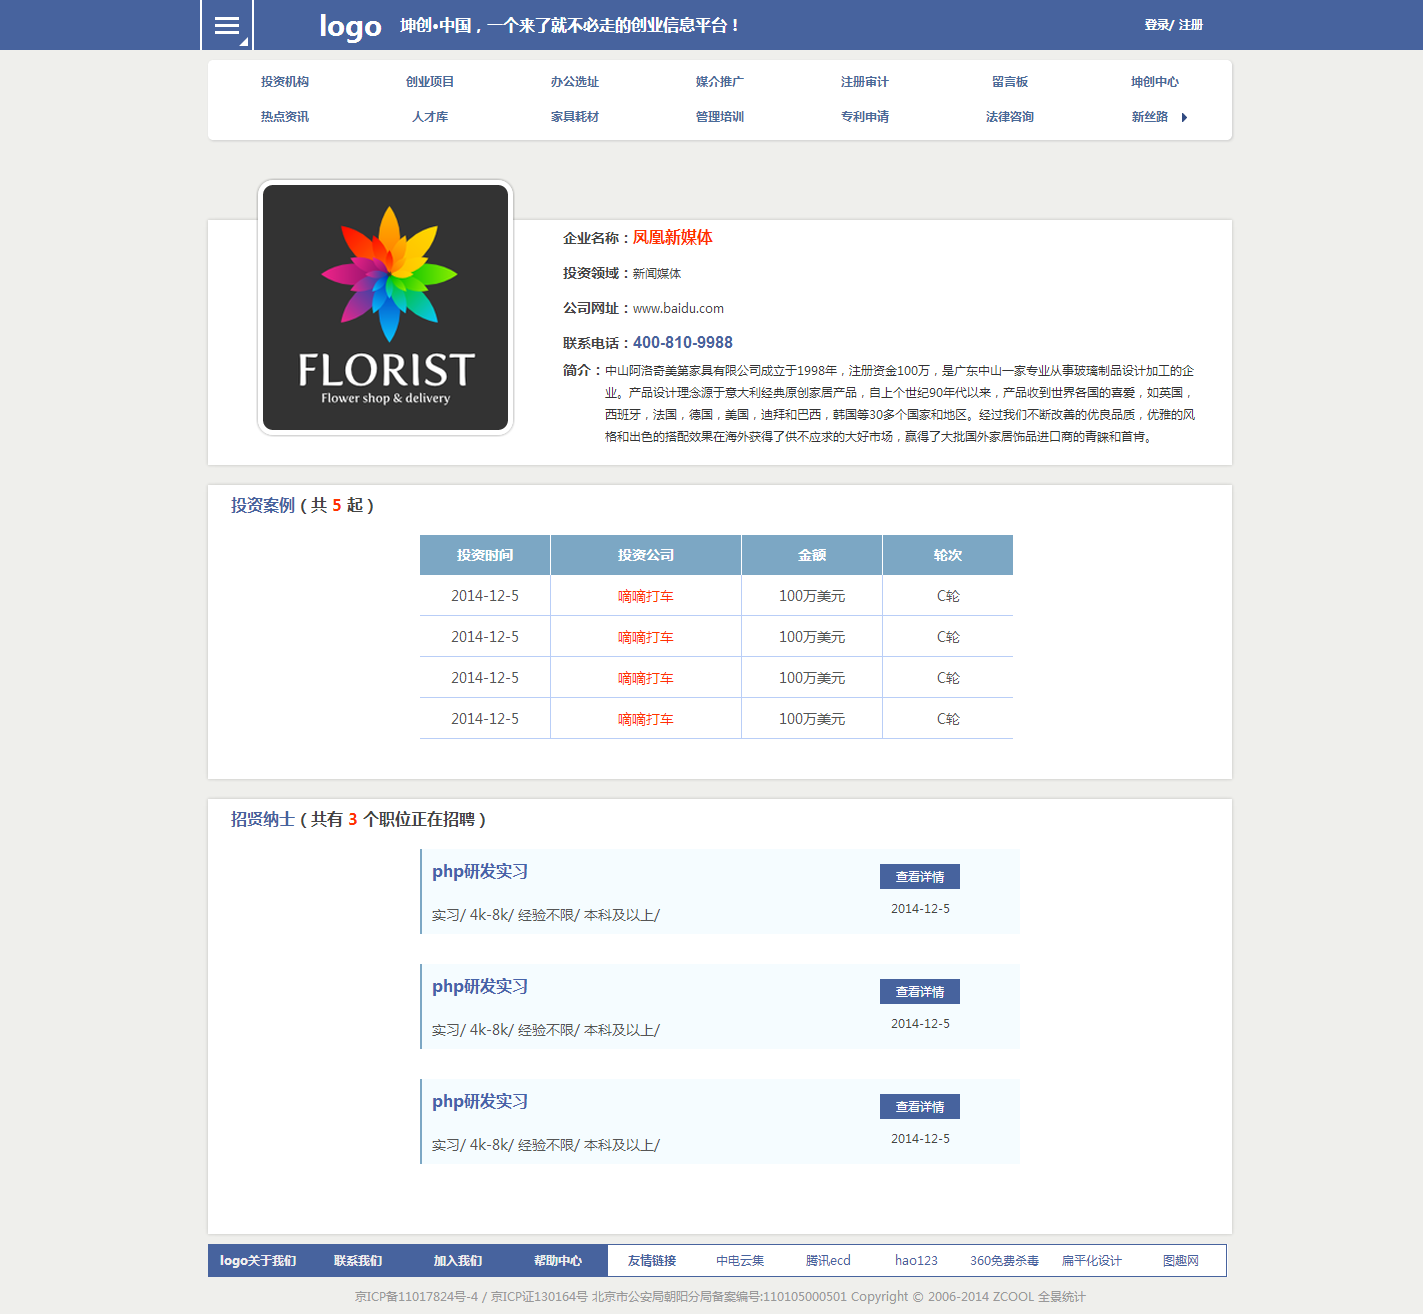 logo 坤创•中国，一个来了就不必走的创业信息平台！ 登录/ 注册
投资机构 创业项目 办公选址 媒介推广 注册审计 留言板 坤创中心
热点资讯 人才库 家具耗材 管理培训 专利申请 法律咨询 新丝路
FLORIST
Flower shop & delivery
企业名称：凤凰新媒体
投资领域：新闻媒体
公司网址：www.baidu.com
联系电话：400-810-9988
简介：中山阿洛奇美第家具有限公司成立于1998年，注册资金100万，是广东中山一家专业从事玻璃制品设计加工的企
业。产品设计理念源于意大利经典原创家居产品，自上个世纪90年代以来，产品收到世界各国的喜爱，如英国，
西班牙，法国，德国，美国，迪拜和巴西，韩国等30多个国家和地区。经过我们不断改善的优良品质，优雅的风
格和出色的搭配效果在海外获得了供不应求的大好市场，赢得了大批国外家居饰品进口商的青睐和首肯。
投资案例 ( 共 5 起 )
投资时间 投资公司 金额 轮次
2014-12-5 嘀嘀打车 100万美元 C轮
2014-12-5 嘀嘀打车 100万美元 C轮
2014-12-5 嘀嘀打车 100万美元 C轮
2014-12-5 嘀嘀打车 100万美元 C轮
招贤纳士 ( 共有 3 个职位正在招聘 )
php研发实习 查看详情
实习/ 4k-8k/ 经验不限/ 本科及以上/ 2014-12-5
php研发实习 查看详情
实习/ 4k-8k/ 经验不限/ 本科及以上/ 2014-12-5
php研发实习 查看详情
实习/ 4k-8k/ 经验不限/ 本科及以上/ 2014-12-5
logo关于我们 联系我们 加入我们 帮助中心 友情链接 中电云集 腾讯ecd hao123 360免费杀毒 扁平化设计 图趣网
京ICP备11017824号-4 / 京ICP证130164号 北京市公安局朝阳分局备案编号:110105000501 Copyright © 2006-2014 ZCOOL 全景统计